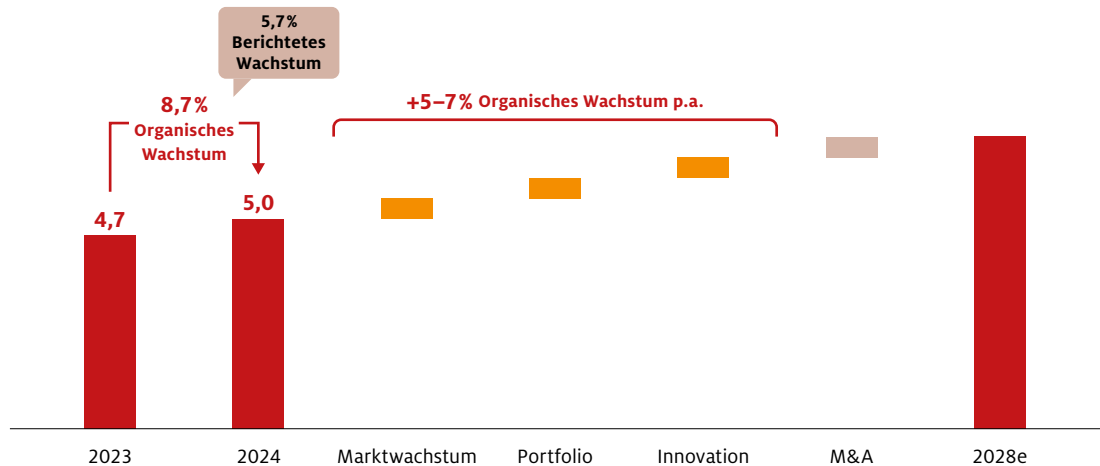 5,7%
Berichtetes
Wachstum
8,7%
Organisches
Wachstum
+5–7% Organisches Wachstum p.a.
4,7
5,0
2023
2024
Marktwachstum
Portfolio
Innovation
M&A
2028e